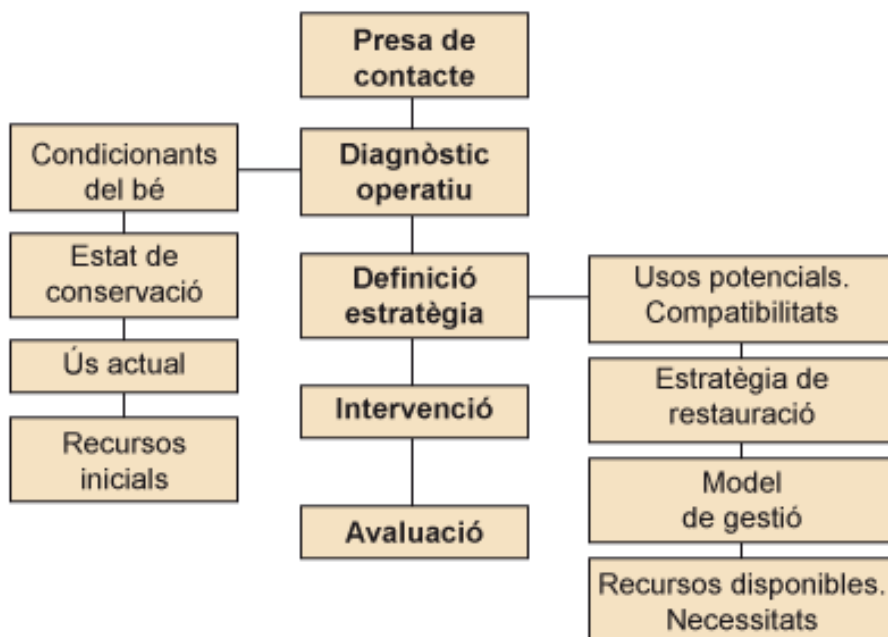 Presa de
contacte
Condicionants
del bé
Diagnòstic
operatiu
Estat de
conservació
Definició
estratègia
Usos potencials.
Compatibilitats
Ús actual
Estratègia de
restauració
Intervenció
Recursos
inicials
Model
de gestió
Avaluació
Recursos disponibles.
Necessitats